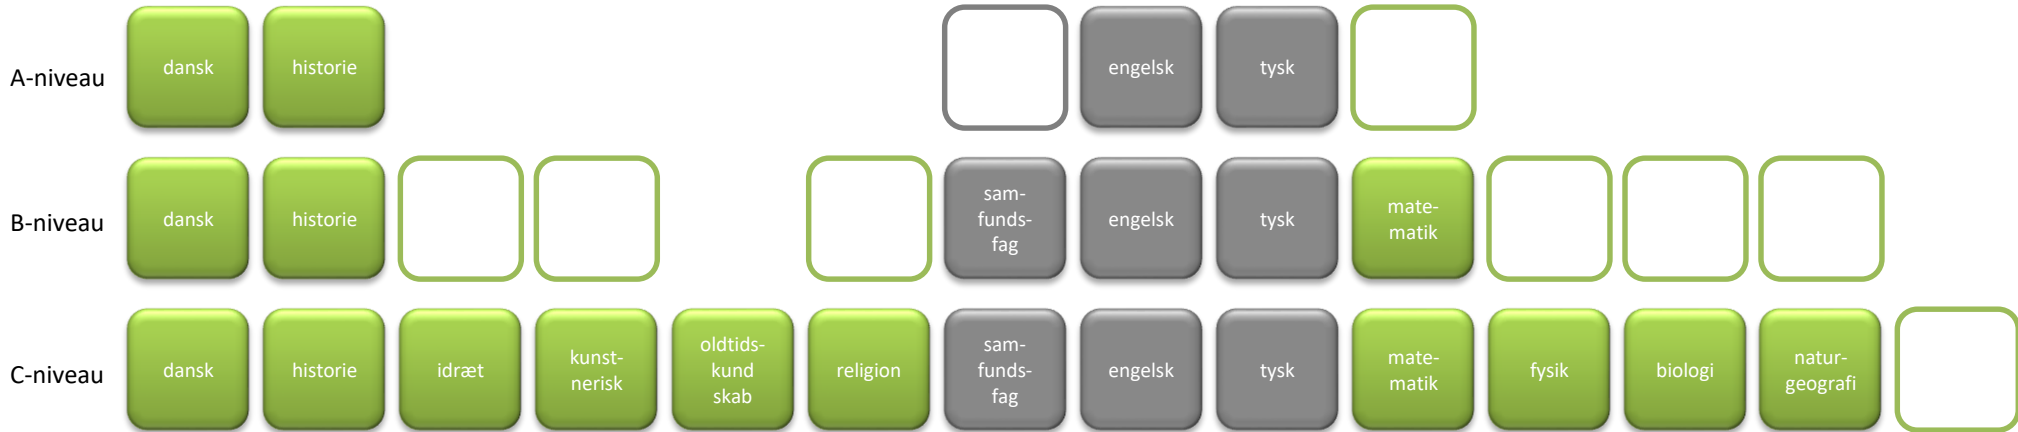 A-niveau
dansk
historie
engelsk
tysk
B-niveau
dansk
historie
sam-
funds-
fag
engelsk
tysk
mate-
matik
C-niveau
dansk
historie
idræt
kunst-
nerisk
oldtids-
kund
skab
religion
sam-
funds-
fag
engelsk
tysk
mate-
matik
fysik
biologi
natur-
geografi